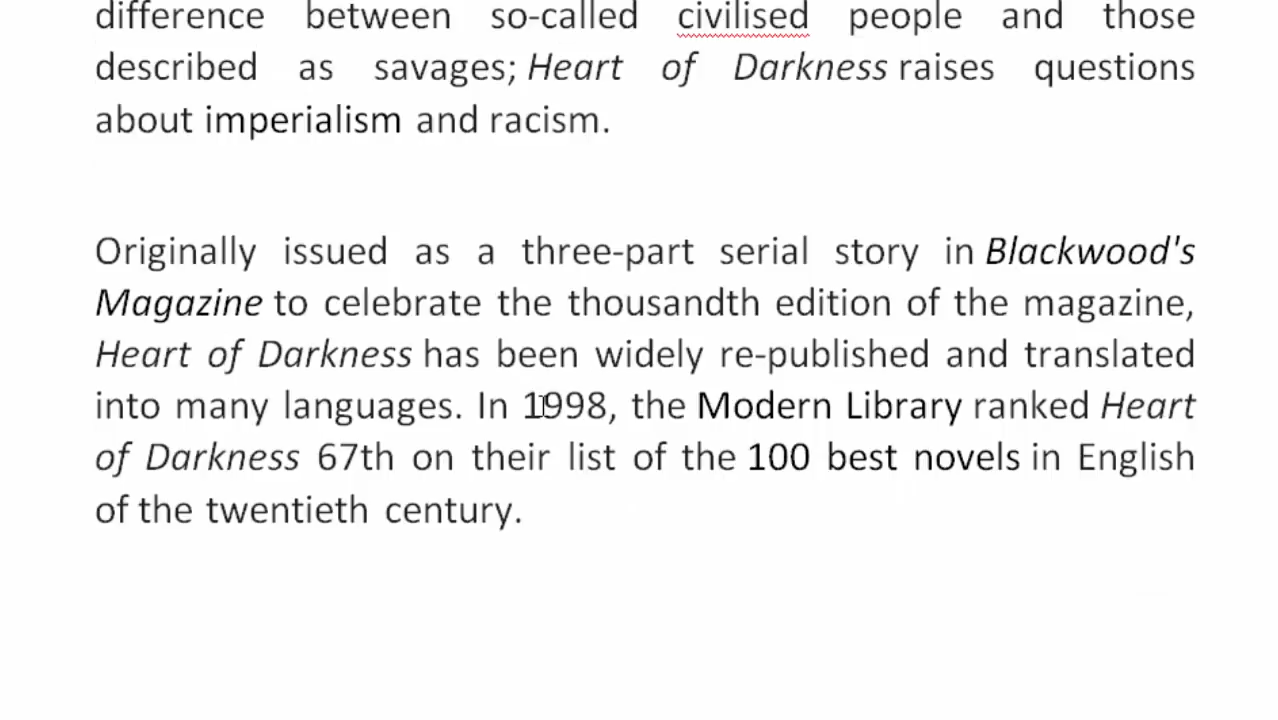 difference between so-called civilised people and those
described as savages; Heart of Darkness raises questions
about imperialism and racism.
Originally issued as a three-part serial story in Blackwood's
Magazine to celebrate the thousandth edition of the magazine,
Heart of Darkness has been widely re-published and translated
into many languages. In 1998, the Modern Library ranked Heart
of Darkness 67th on their list of the 100 best novels in English
of the twentieth century.